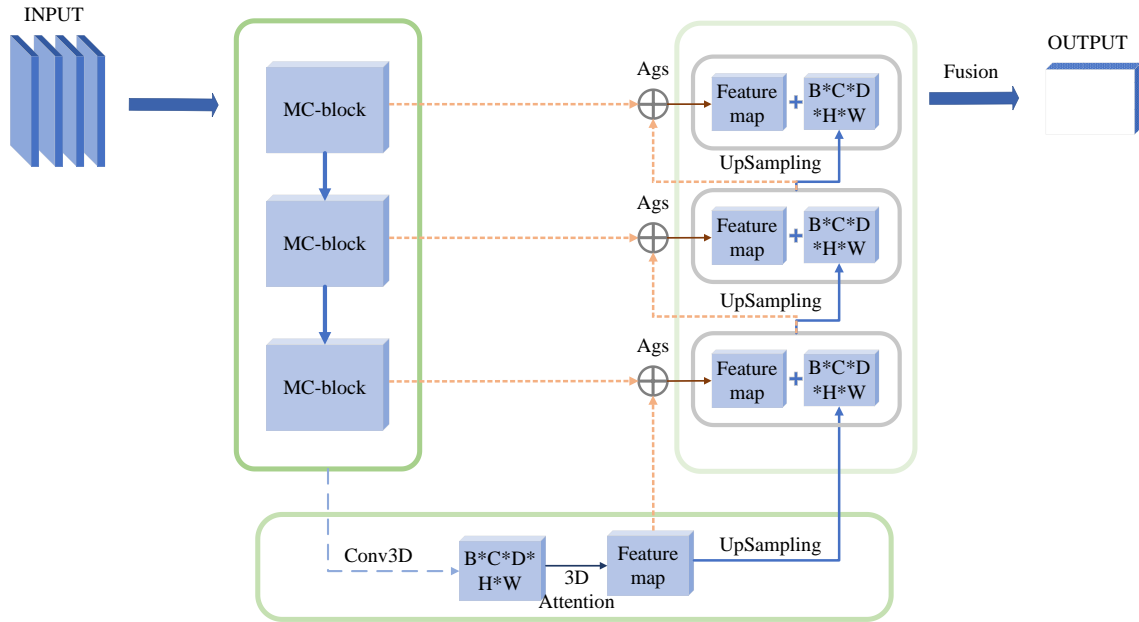 INPUT
OUTPUT
Fusion
MC-block
Ags
Feature
map
+
B*C*D
*H*W
UpSampling
MC-block
Ags
Feature
map
+
B*C*D
*H*W
UpSampling
MC-block
Ags
Feature
map
+
B*C*D
*H*W
Conv3D
B*C*D*
H*W
3D
Attention
Feature
map
UpSampling